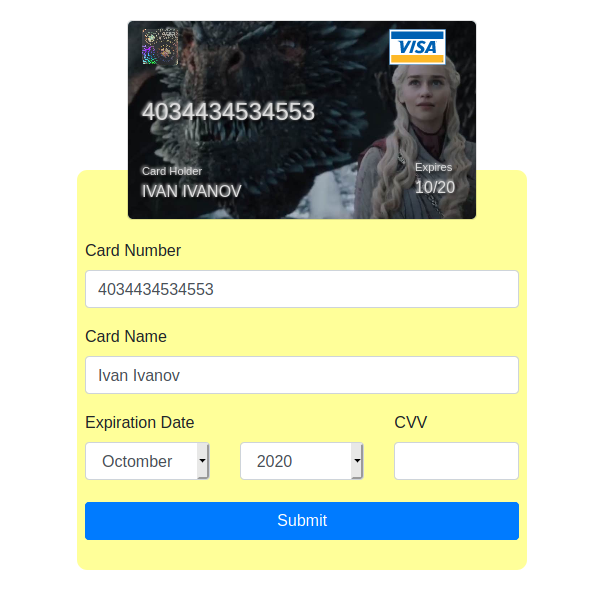 VISA
4034434534553
Card Holder
Expires
IVAN IVANOV
10/20
Card Number
4034434534553
Card Name
Ivan Ivanov
Expiration Date
CVV
Octomber
2020
Submit